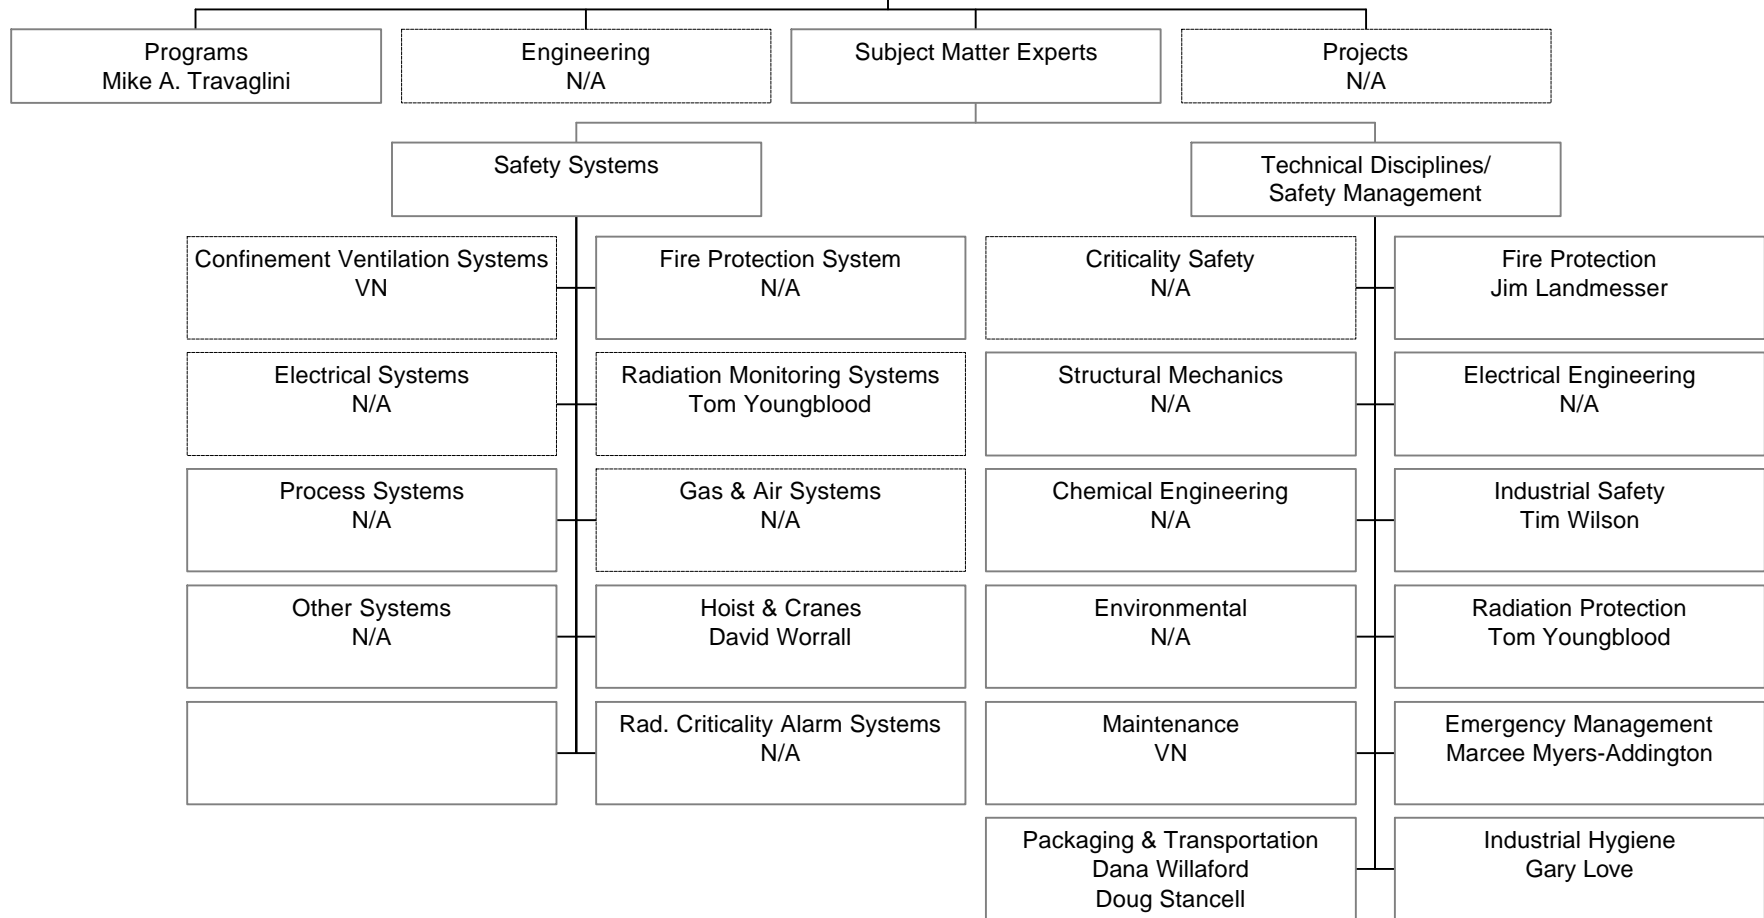 Programs
Mike A. Travaglini
Engineering
N/A
Subject Matter Experts
Projects
N/A
Safety Systems
Technical Disciplines/
Safety Management
Confinement Ventilation Systems
VN
Fire Protection System
N/A
Criticality Safety
N/A
Fire Protection
Jim Landmesser
Electrical Systems
N/A
Radiation Monitoring Systems
Tom Youngblood
Structural Mechanics
N/A
Electrical Engineering
N/A
Process Systems
N/A
Gas & Air Systems
N/A
Chemical Engineering
N/A
Industrial Safety
Tim Wilson
Other Systems
N/A
Hoist & Cranes
David Worrall
Environmental
N/A
Radiation Protection
Tom Youngblood
Rad. Criticality Alarm Systems
N/A
Maintenance
VN
Emergency Management
Marcee Myers-Addington
Packaging & Transportation
Dana Willaford
Doug Stancell
Industrial Hygiene
Gary Love